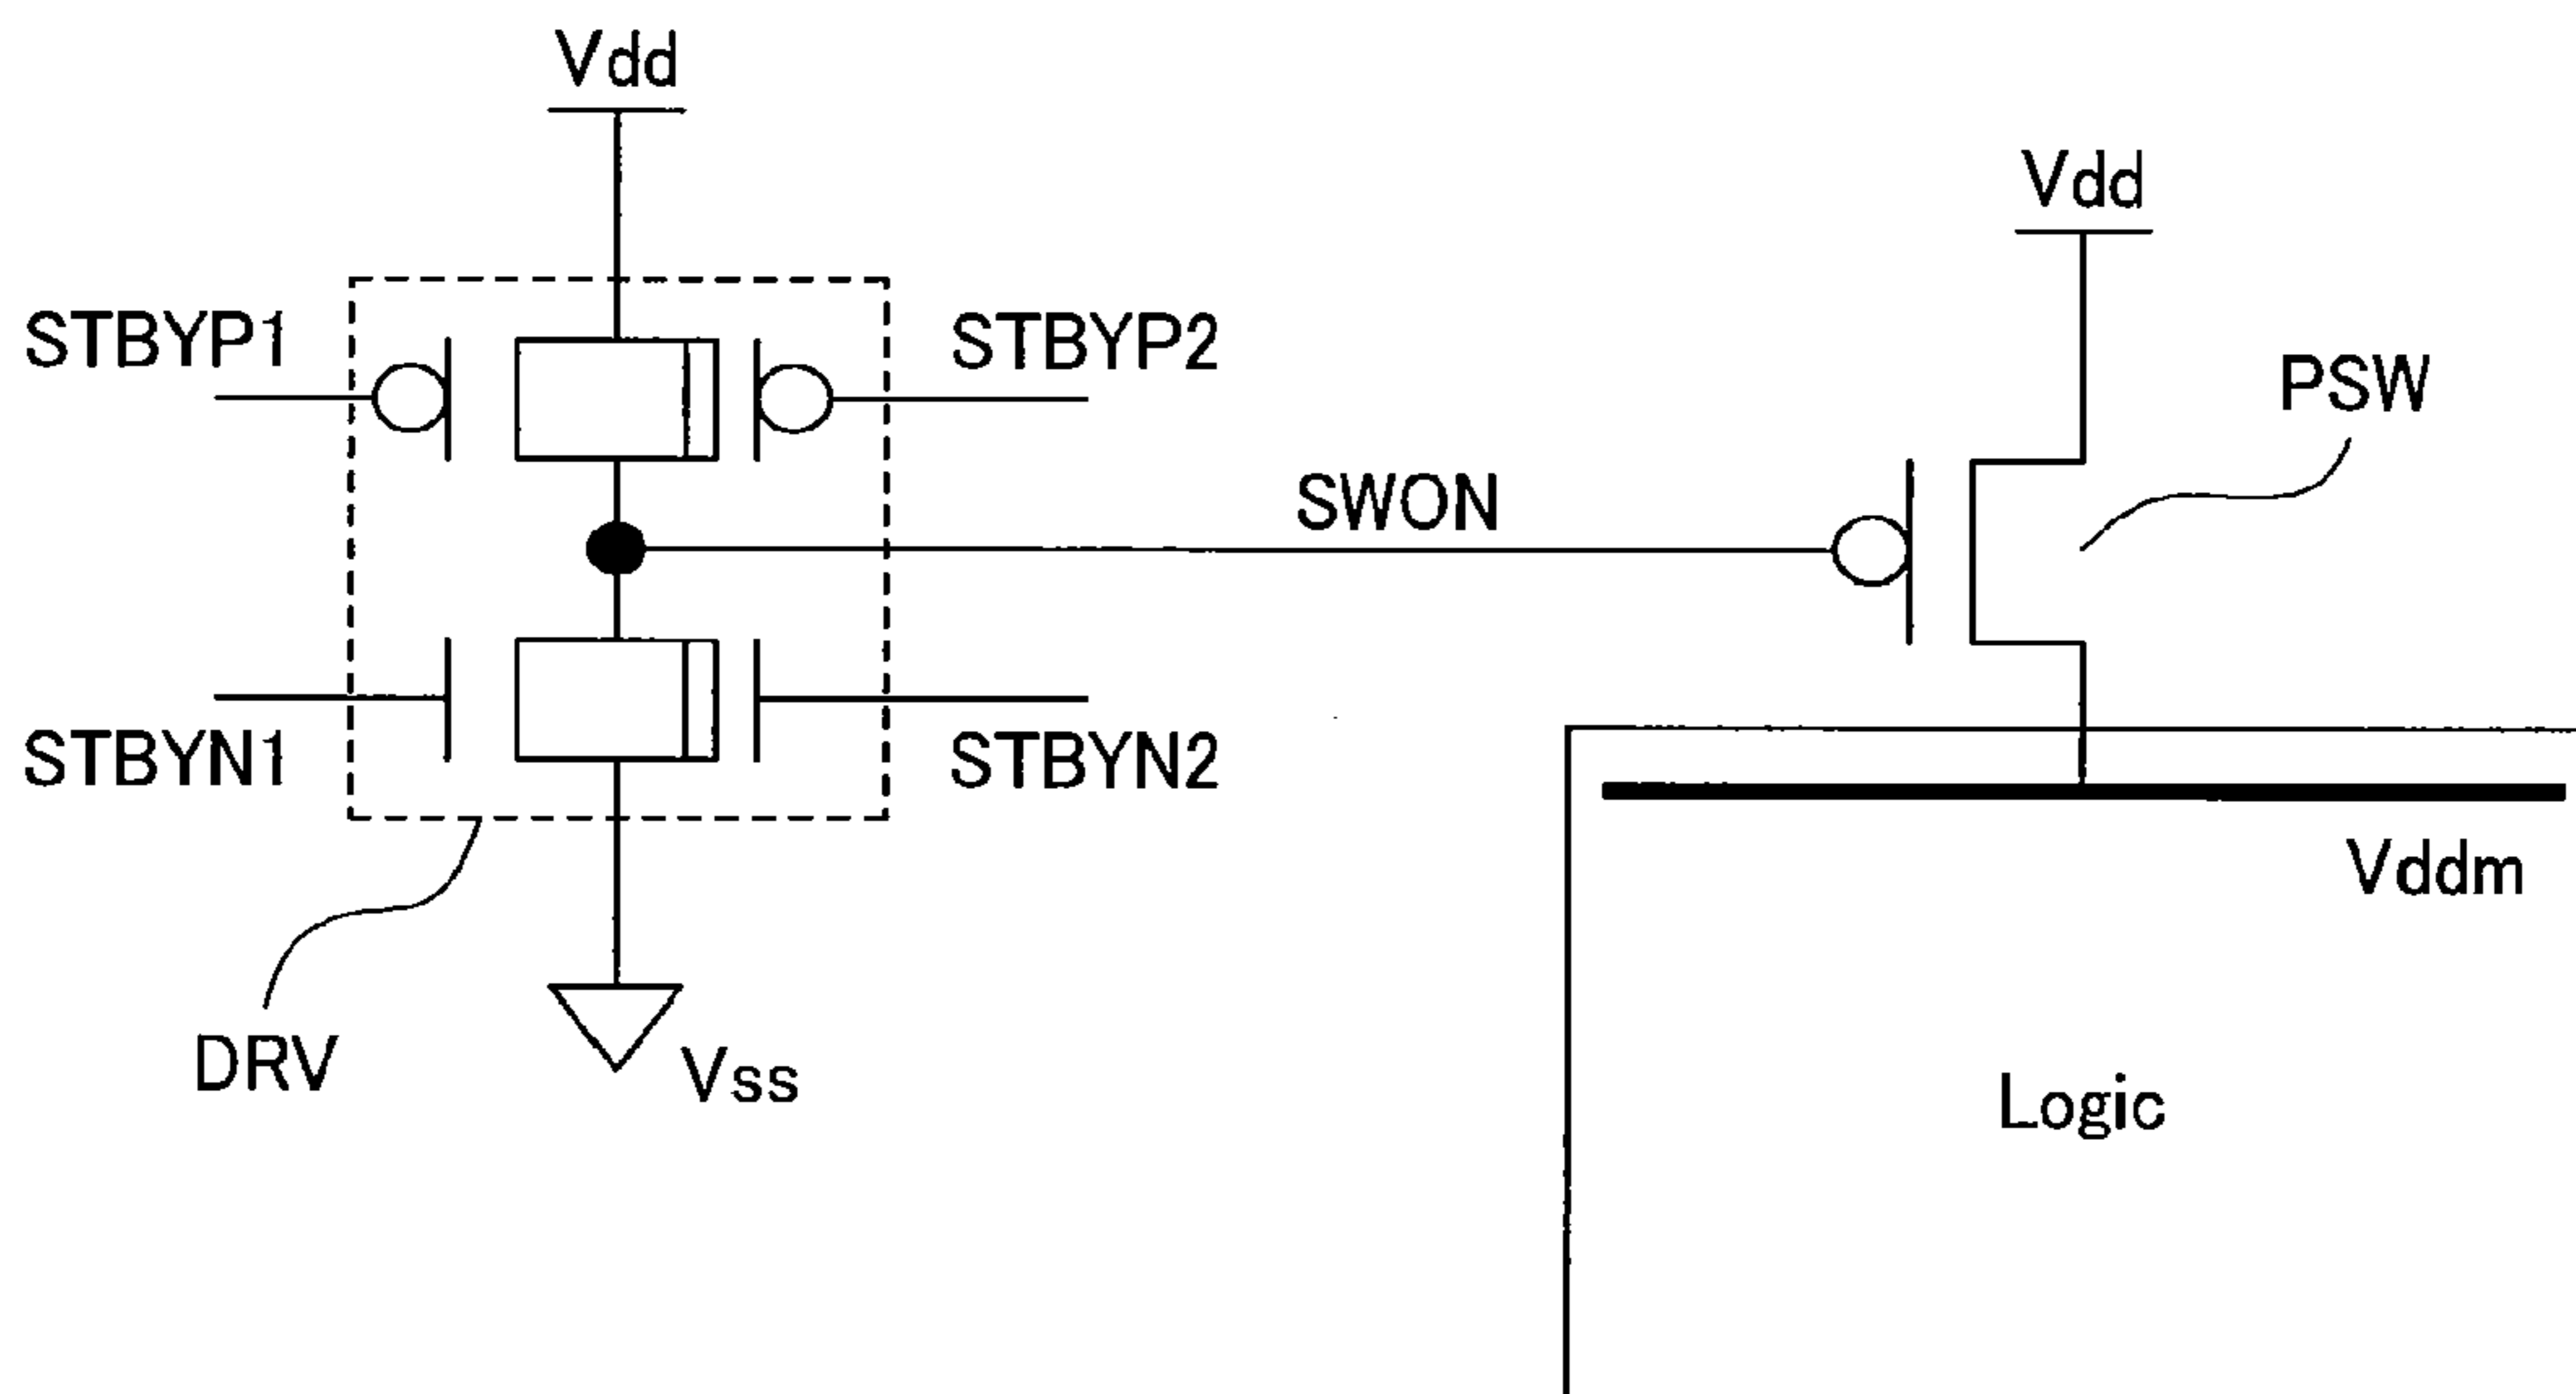 Vdd
Vdd
STBYP1
STBYP2
PSW
SWON
STBYN1
STBYN2
Vddm
DRV
Vss
Logic